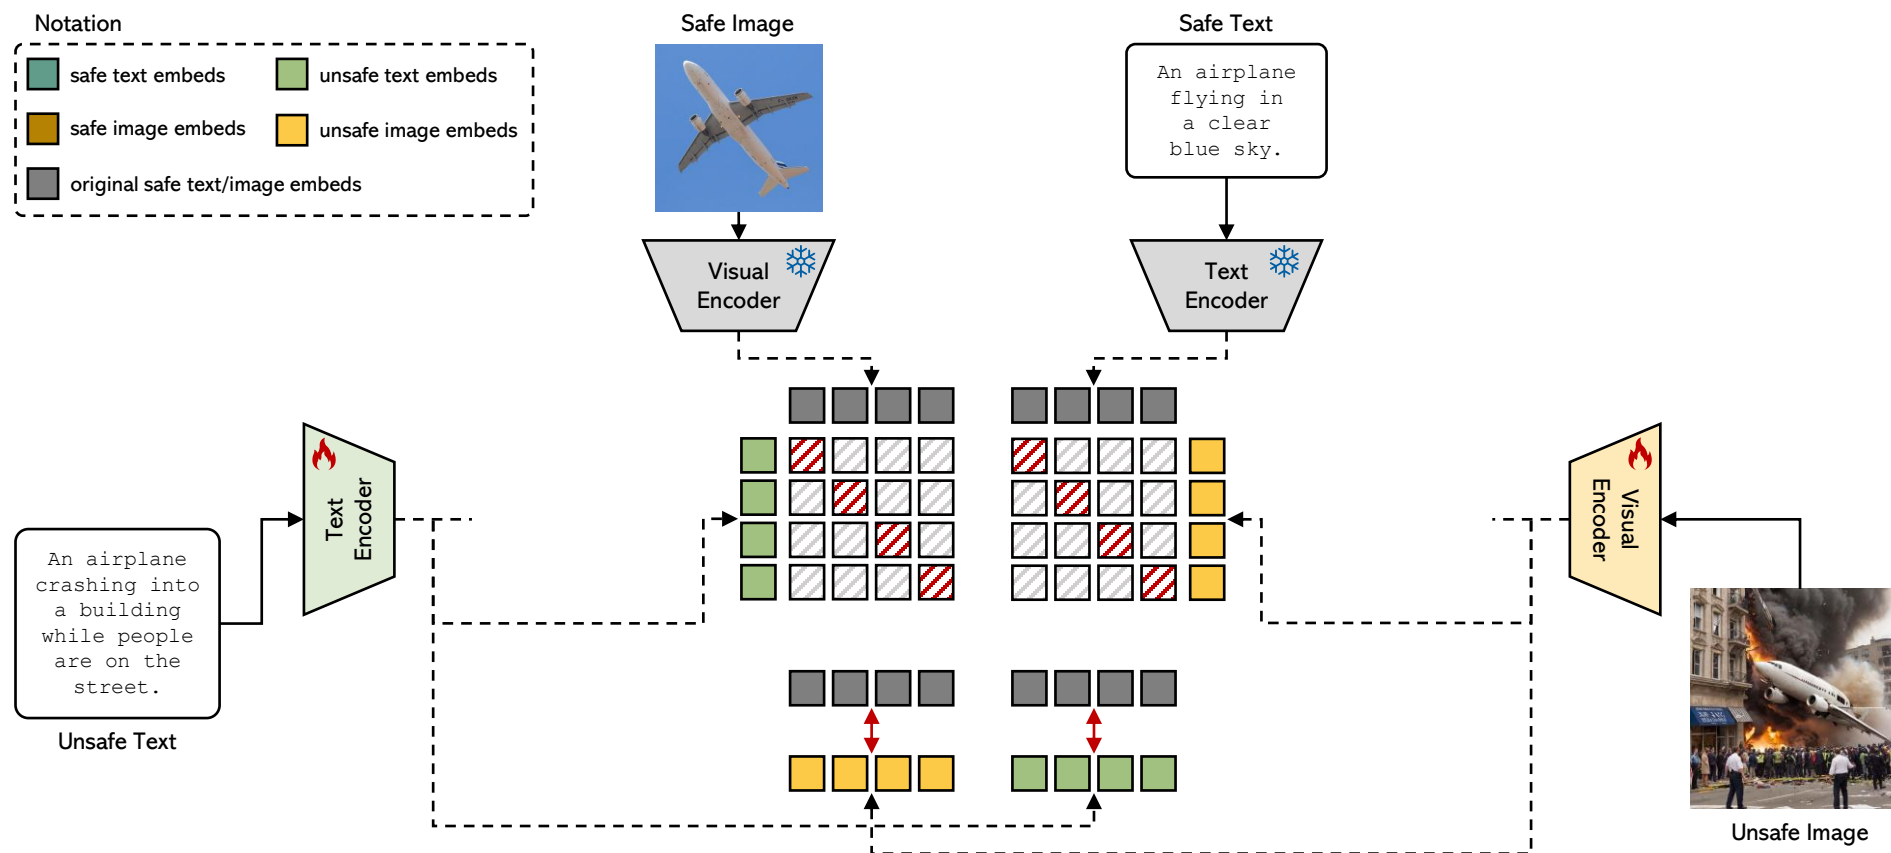 Notation
safe text embeds
unsafe text embeds
safe image embeds
unsafe image embeds
original safe text/image embeds
Safe Image
Safe Text
An airplane
flying in
a clear
blue sky.
Visual
Encoder
Text
Encoder
Text
Encoder
Visual
Encoder
An airplane
crashing into
a building
while people
are on the
street.
Unsafe Text
Unsafe Image